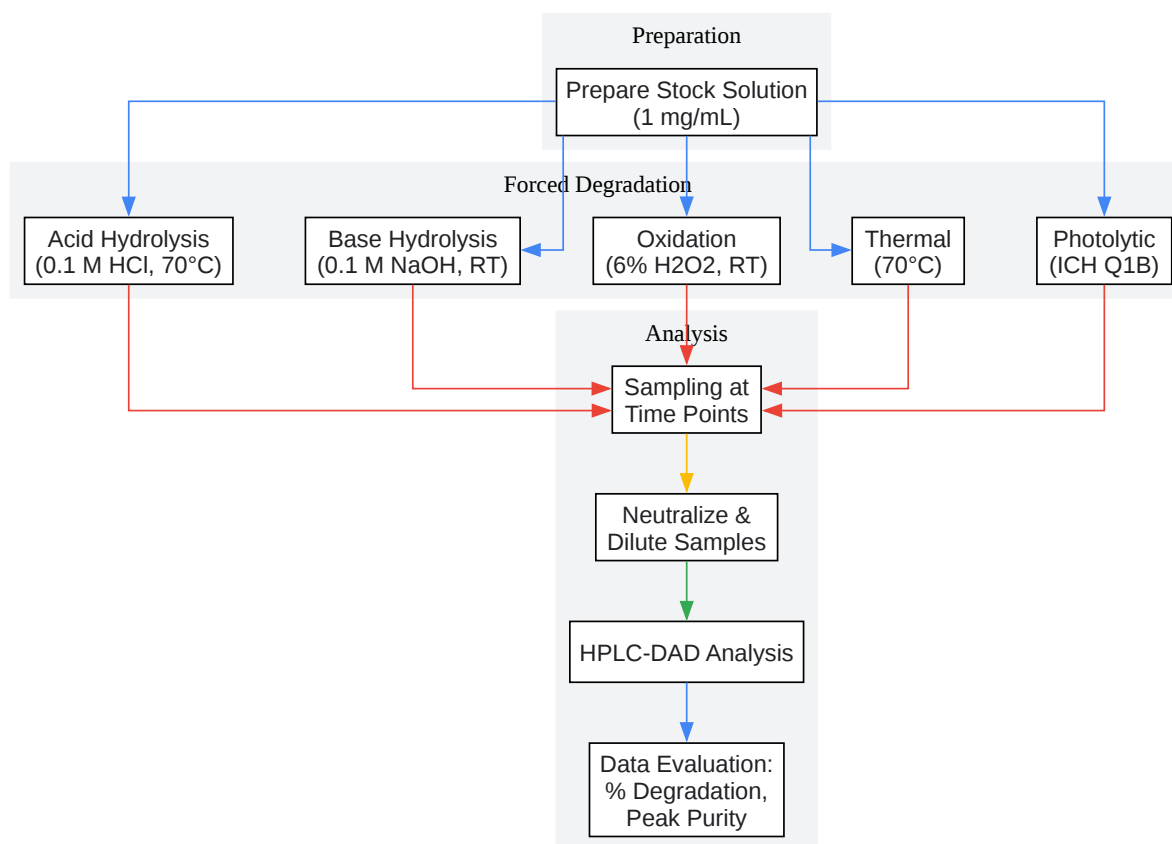 Preparation
Prepare Stock Solution
(1 mg/mL)
Forced Degradation
Acid Hydrolysis
(0.1 M HCl, 70°C)
Base Hydrolysis
(0.1 M NaOH, RT)
Oxidation
(6% H2O2, RT)
Thermal
(70°C)
Photolytic
(ICH Q1B)
Analysis
Sampling at
Time Points
Neutralize &
Dilute Samples
HPLC-DAD Analysis
Data Evaluation:
% Degradation,
Peak Purity